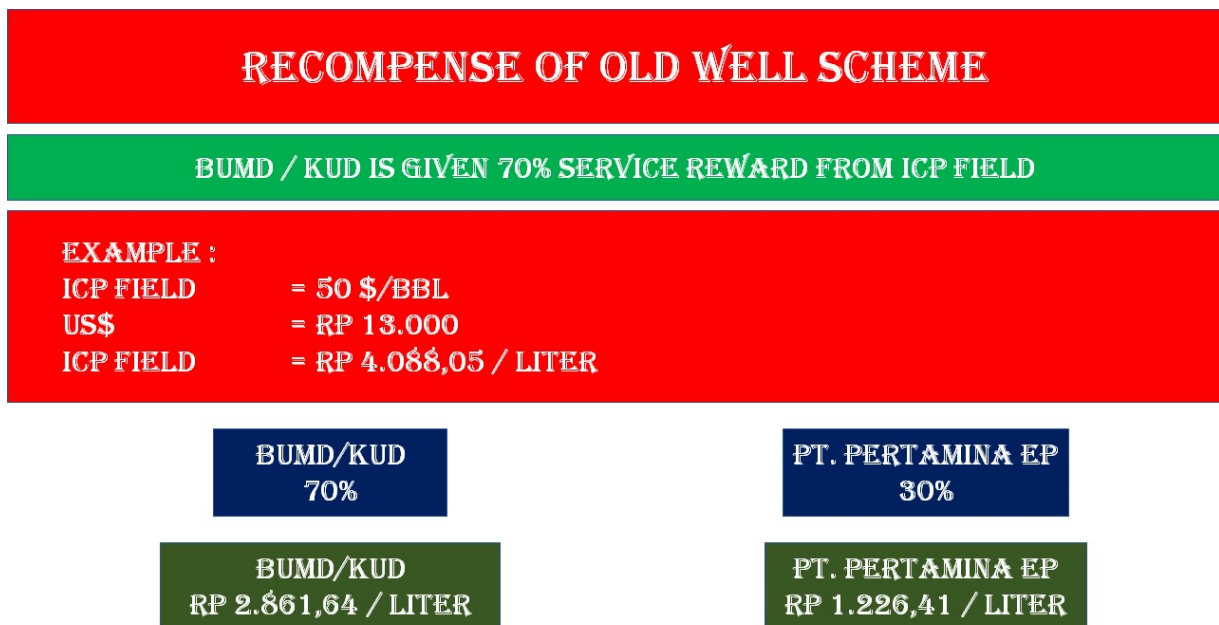 RECOMPENSE OF OLD WELL SCHEME
BUMD / KUD IS GIVEN 70% SERVICE REWARD FROM ICP FIELD
EXAMPLE :
ICP FIELD = 50 $/BBL
US$ = RP 13.000
ICP FIELD = RP 4.088,05 / LITER
BUMD/KUD
70%
PT. PERTAMINA EP
30%
BUMD/KUD
RP 2.861,64 / LITER
PT. PERTAMINA EP
RP 1.226,41 / LITER